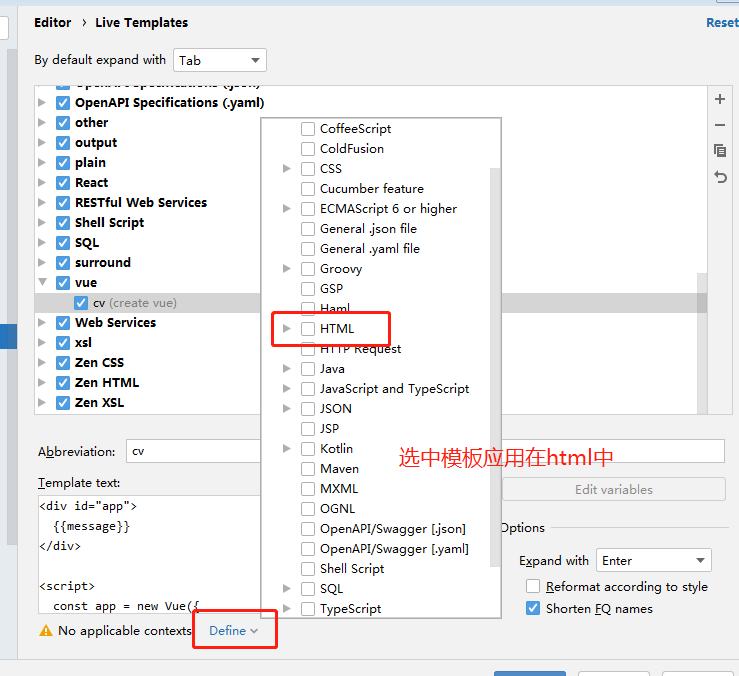 Editor › Live Templates
Reset
By default expand with Tab
OpenAPI Specifications (.json)
OpenAPI Specifications (.yaml)
other
output
plain
React
RESTful Web Services
Shell Script
SQL
surround
vue
cv (create vue)
Web Services
xsl
Zen CSS
Zen HTML
Zen XSL
CoffeeScript
ColdFusion
CSS
Cucumber feature
ECMAScript 6 or higher
General .json file
General .yaml file
Groovy
GSP
Haml
HTML
HTTP Request
Java
JavaScript and TypeScript
JSON
JSP
Kotlin
Maven
MXML
OGNL
OpenAPI/Swagger [.json]
OpenAPI/Swagger [.yaml]
Shell Script
SQL
TypeScript
选中模板应用在html中
Abbreviation: cv
Template text:
<div id="app">
{{message}}
</div>
<script>
const app = new Vue({
No applicable contexts
Define
Edit variables
Options
Expand with Enter
Reformat according to style
Shorten FQ names